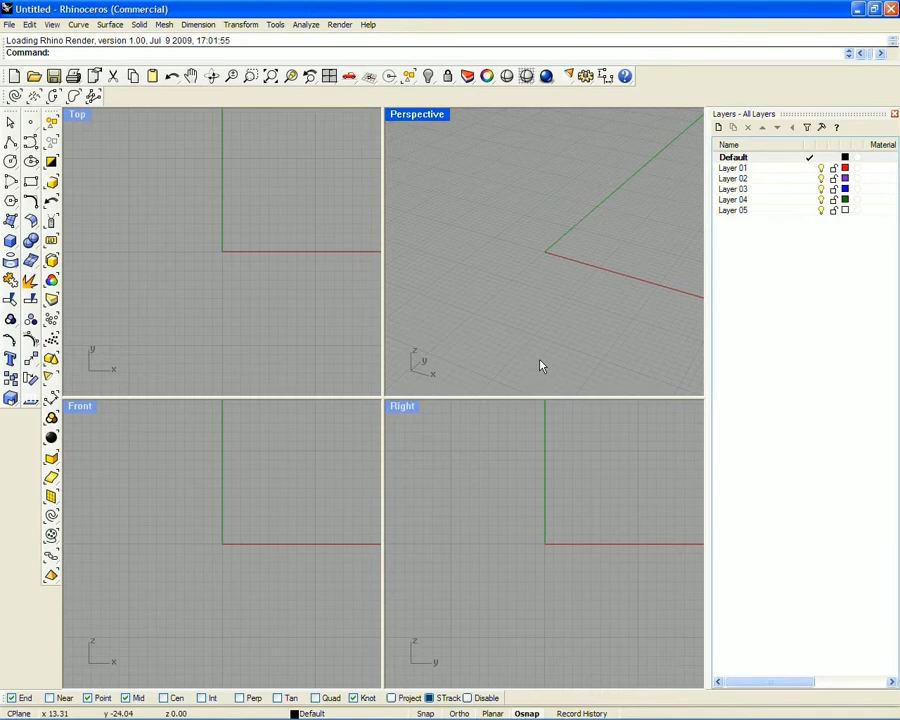 Untitled - Rhinoceros (Commercial)
File Edit View Curve Surface Solid Mesh Dimension Transform Tools Analyze Render Help
Loading Rhino Render, version 1.00, Jul 9 2009, 17:01:55
Command:
Top
Perspective
Layers - All Layers
Name Material
Default
Layer 01
Layer 02
Layer 03
Layer 04
Layer 05
y
x
z
y
x
Front
Right
z
x
z
y
End Near Point Mid Cen Int Perp Tan Quad Knot Project STrack Disable
CPlane x 13.31 y -24.04 z 0.00 Default Snap Ortho Planar Osnap Record History